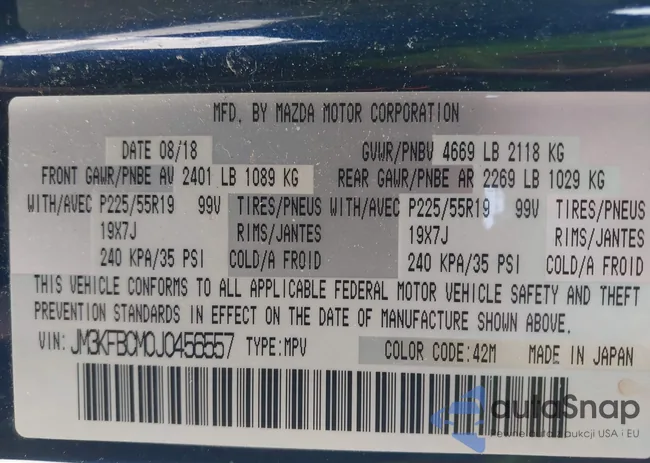 MFD. BY MAZDA MOTOR CORPORATION
DATE 08/18 GVWR/PNBV 4669 LB 2118 KG
FRONT GAWR/PNBE AV 2401 LB 1089 KG REAR GAWR/PNBE AR 2269 LB 1029 KG
WITH/AVEC P225/55R19 99V TIRES/PNEUS WITH/AVEC P225/55R19 99V TIRES/PNEUS
19X7J RIMS/JANTES 19X7J RIMS/JANTES
240 KPA/35 PSI COLD/A FROID 240 KPA/35 PSI COLD/A FROID
THIS VEHICLE CONFORMS TO ALL APPLICABLE FEDERAL MOTOR VEHICLE SAFETY AND THEFT
PREVENTION STANDARDS IN EFFECT ON THE DATE OF MANUFACTURE SHOWN ABOVE.
VIN: JM3KFBCM0J0456557 TYPE:MPV COLOR CODE:42M MADE IN JAPAN
autoSnap
Pewne auta z aukcji USA i EU